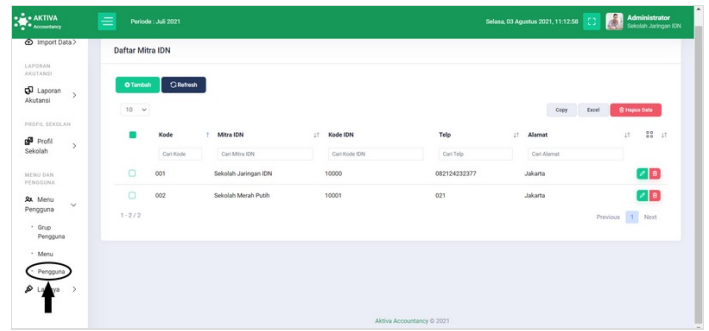 AKTIVA
Accountancy
Periode : Juli 2021
Selasa, 03 Agustus 2021, 11:12:58
Administrator
Sekolah Jaringan IDN
Import Data
LAPORAN
AKUTANSI
Laporan
Akutansi
PROFIL SEKOLAH
Profil
Sekolah
MENU DAN
PENGGUNA
Menu
Pengguna
Grup
Pengguna
Menu
Pengguna
Daftar Mitra IDN
Tambah
Refresh
10
Copy
Excel
Hapus Data
Kode
Mitra IDN
Kode IDN
Telp
Alamat
Cari Kode
Cari Mitra IDN
Cari Kode IDN
Cari Telp
Cari Alamat
001 Sekolah Jaringan IDN 10000 082124232377 Jakarta
002 Sekolah Merah Putih 10001 021 Jakarta
1 - 2 / 2
Previous 1 Next
Aktiva Accountancy © 2021